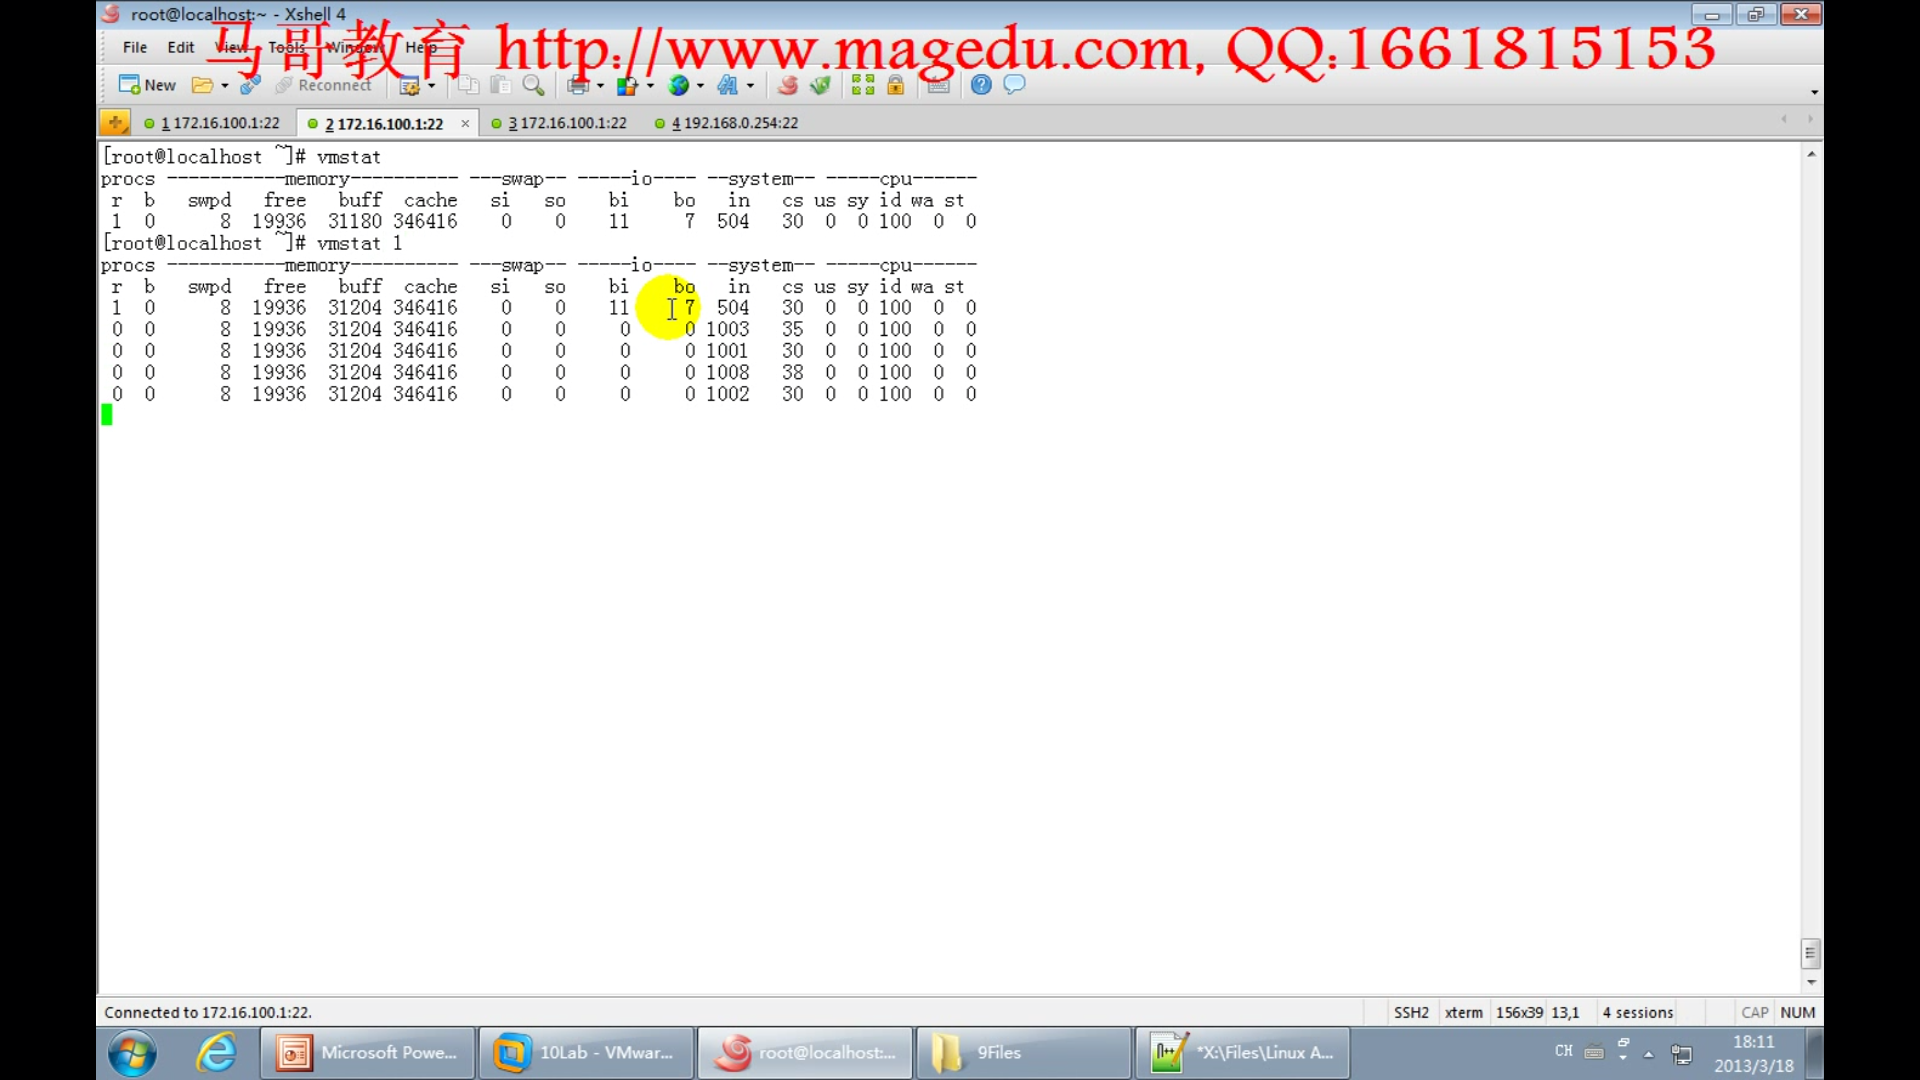 root@localhost:~ - Xshell 4
马哥教育 http://www.magedu.com, QQ:1661815153
File Edit View Tools Window Help
New Reconnect
1 172.16.100.1:22 2 172.16.100.1:22 × 3 172.16.100.1:22 4 192.168.0.254:22
[root@localhost ~]# vmstat
procs -----------memory---------- ---swap-- -----io---- --system-- -----cpu------
r b swpd free buff cache si so bi bo in cs us sy id wa st
1 0 8 19936 31180 346416 0 0 11 7 504 30 0 0 100 0 0
[root@localhost ~]# vmstat 1
procs -----------memory---------- ---swap-- -----io---- --system-- -----cpu------
r b swpd free buff cache si so bi bo in cs us sy id wa st
1 0 8 19936 31204 346416 0 0 11 7 504 30 0 0 100 0 0
0 0 8 19936 31204 346416 0 0 0 0 1003 35 0 0 100 0 0
0 0 8 19936 31204 346416 0 0 0 0 1001 30 0 0 100 0 0
0 0 8 19936 31204 346416 0 0 0 0 1008 38 0 0 100 0 0
0 0 8 19936 31204 346416 0 0 0 0 1002 30 0 0 100 0 0
Connected to 172.16.100.1:22. SSH2 xterm 156x39 13,1 4 sessions CAP NUM
Microsoft Powe... 10Lab - VMwar... root@localhost:... 9Files *X:\Files\Linux A... CH 18:11
2013/3/18